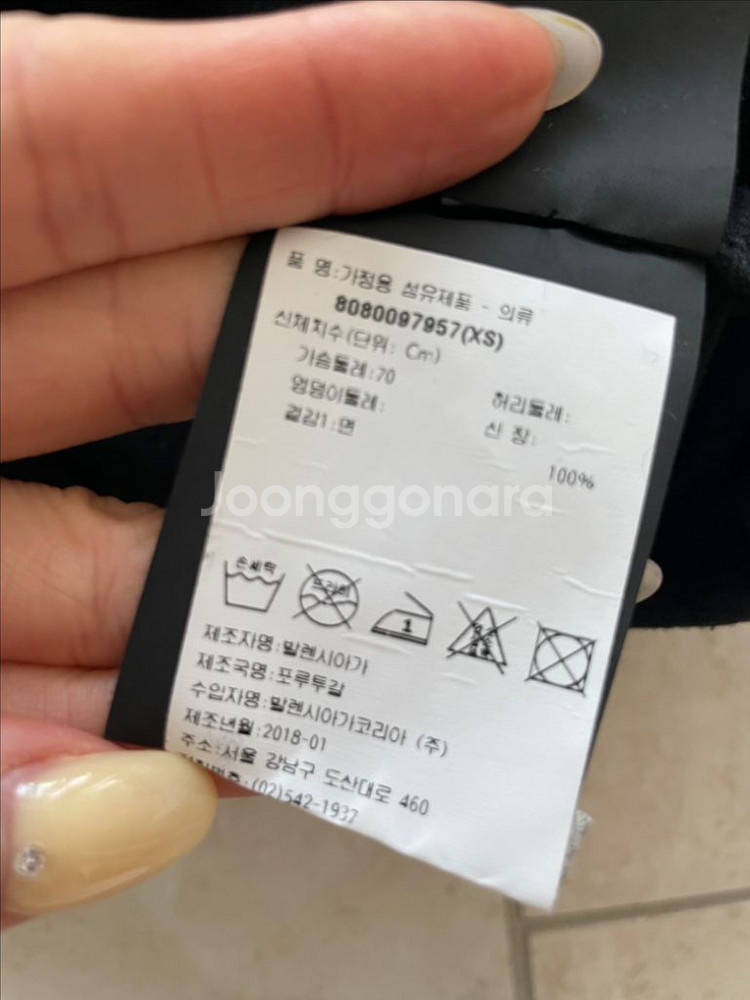 품 명:가정용 섬유제품 - 의류
8080097957(XS)
신체치수(단위: Cm)
가슴둘레:70
허리둘레:
엉덩이둘레:
신 장:
겉감1:면
100%
Joonggonara
손세탁
드라이
1
제조자명:발렌시아가
제조국명:포루투갈
수입자명:발렌시아가코리아 (주)
제조년월:2018-01
주소:서울 강남구 도산대로 460
(02)542-1937